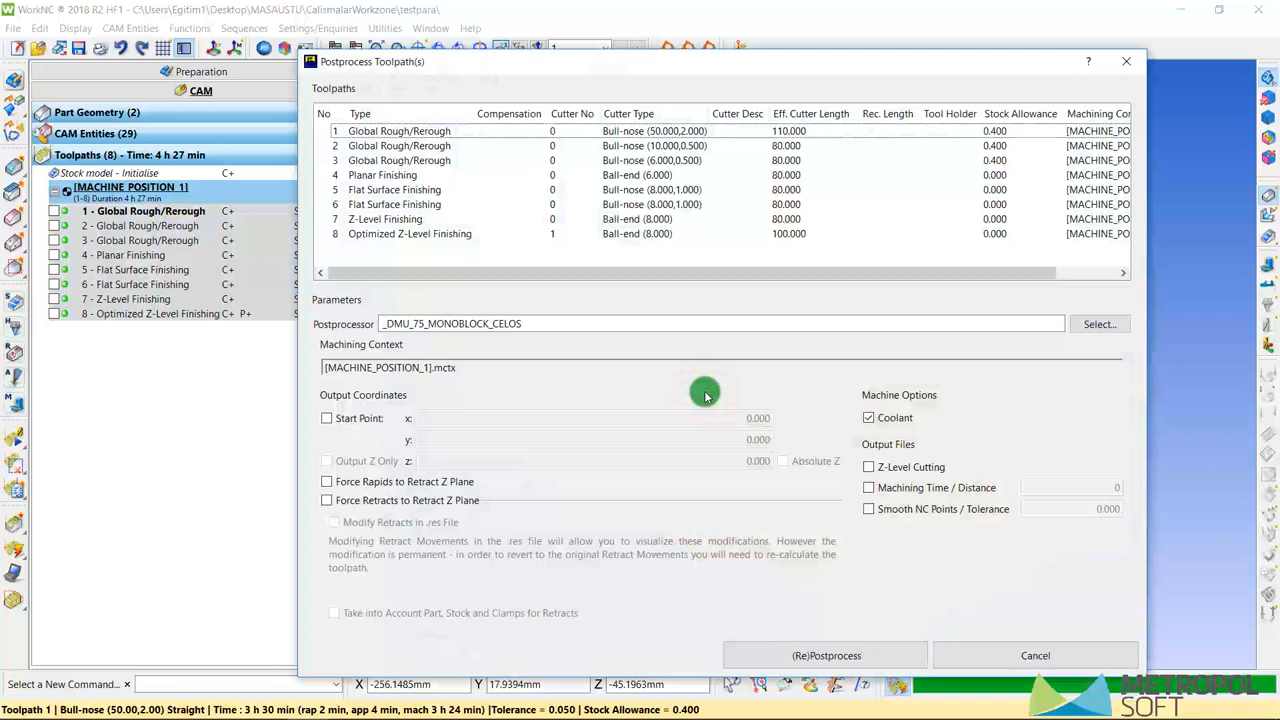 WorkNC ® 2018 R2 HF1 - C:\Users\Egitim1\Desktop\MASAUSTU\CalismalarWorkzone\testpara\
File Edit Display CAM Entities Functions Sequences Settings/Enquiries Utilities Window Help
Preparation
CAM
Part Geometry (2)
CAM Entities (29)
Toolpaths (8) - Time: 4 h 27 min
Stock model - Initialise C+
[MACHINE_POSITION_1]
(1-8) Duration 4 h 27 min
1 - Global Rough/Rerough C+
2 - Global Rough/Rerough C+
3 - Global Rough/Rerough C+
4 - Planar Finishing C+
5 - Flat Surface Finishing C+
6 - Flat Surface Finishing C+
7 - Z-Level Finishing C+
8 - Optimized Z-Level Finishing C+ P+
Postprocess Toolpath(s)
Toolpaths
No Type Compensation Cutter No Cutter Type Cutter Desc Eff. Cutter Length Rec. Length Tool Holder Stock Allowance Machining Co
1 Global Rough/Rerough 0 Bull-nose (50.000,2.000) 110.000 0.400 [MACHINE_PO
2 Global Rough/Rerough 0 Bull-nose (10.000,0.500) 80.000 0.400 [MACHINE_PO
3 Global Rough/Rerough 0 Bull-nose (6.000,0.500) 80.000 0.400 [MACHINE_PO
4 Planar Finishing 0 Ball-end (6.000) 80.000 0.000 [MACHINE_PO
5 Flat Surface Finishing 0 Bull-nose (8.000,1.000) 80.000 0.000 [MACHINE_PO
6 Flat Surface Finishing 0 Bull-nose (8.000,1.000) 80.000 0.000 [MACHINE_PO
7 Z-Level Finishing 0 Ball-end (8.000) 80.000 0.000 [MACHINE_PO
8 Optimized Z-Level Finishing 1 Ball-end (8.000) 100.000 0.000 [MACHINE_PO
Parameters
Postprocessor _DMU_75_MONOBLOCK_CELOS Select...
Machining Context
[MACHINE_POSITION_1].mctx
Output Coordinates
Start Point: x: 0.000
y: 0.000
Output Z Only z: 0.000 Absolute Z
Force Rapids to Retract Z Plane
Force Retracts to Retract Z Plane
Modify Retracts in .res File
Modifying Retract Movements in the .res file will allow you to visualize these modifications. However the
modification is permanent - in order to revert to the original Retract Movements you will need to re-calculate the
toolpath.
Take into Account Part, Stock and Clamps for Retracts
Machine Options
Coolant
Output Files
Z-Level Cutting
Machining Time / Distance 0
Smooth NC Points / Tolerance 0.000
(Re)Postprocess Cancel
Select a New Command... X -256.1485mm Y 17.9394mm Z -45.1963mm
METROPOL
SOFT
Toolpath 1 | Bull-nose (50.00,2.00) Straight | Time : 3 h 30 min (rap 2 min, app 4 min, mach 3 h 24 min) |Tolerance = 0.050 | Stock Allowance = 0.400